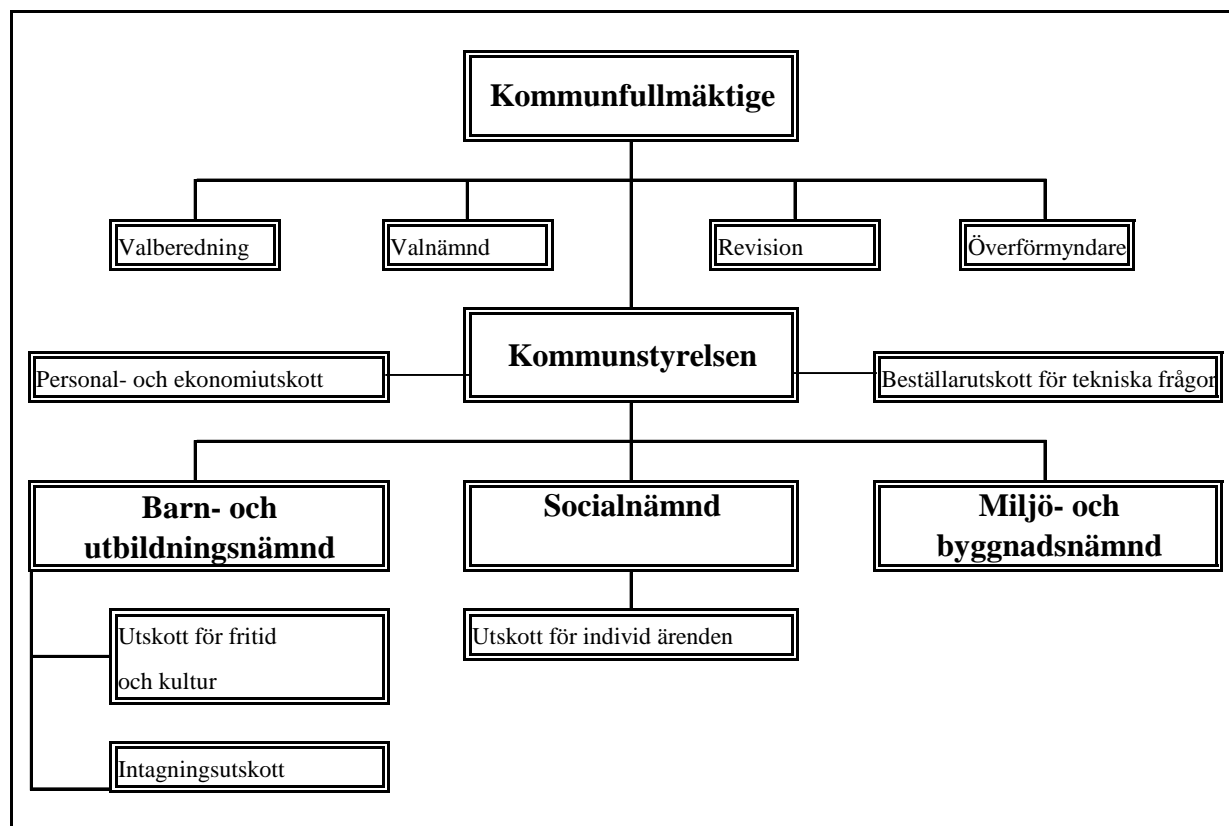 Kommunfullmäktige
Valberedning
Valnämnd
Revision
Överförmyndare
Kommunstyrelsen
Personal- och ekonomiutskott
Beställarutskott för tekniska frågor
Barn- och
utbildningsnämnd
Socialnämnd
Miljö- och
byggnadsnämnd
Utskott för fritid
och kultur
Utskott för individ ärenden
Intagningsutskott